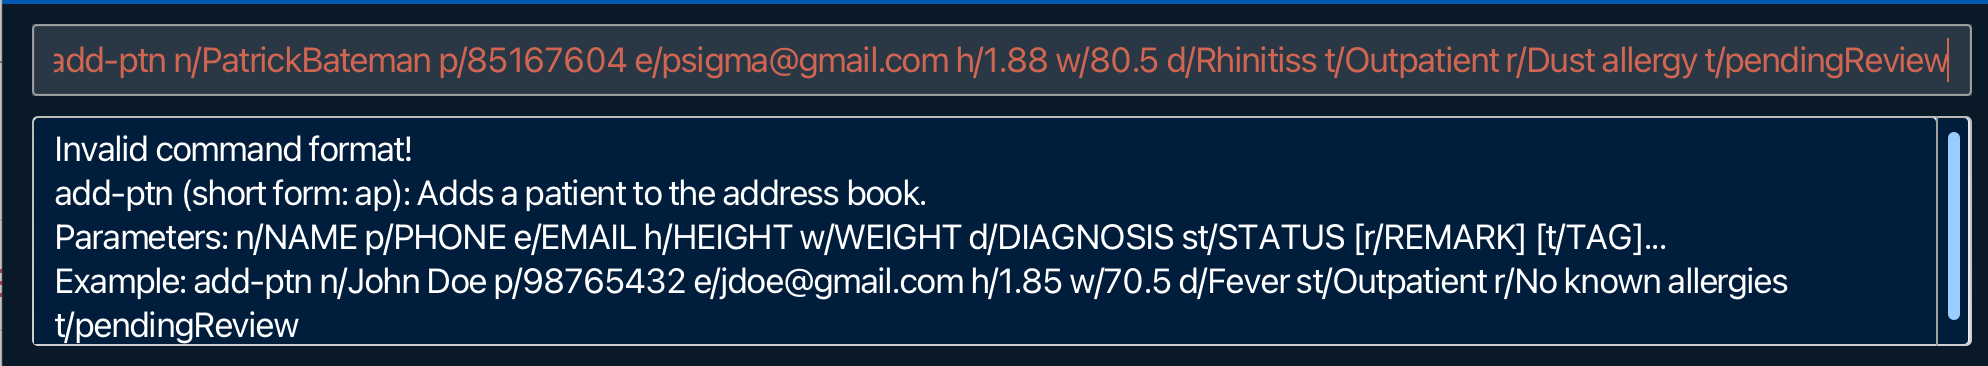 add-ptn n/PatrickBateman p/85167604 e/psigma@gmail.com h/1.88 w/80.5 d/Rhinitiss t/Outpatient r/Dust allergy t/pendingReview
Invalid command format!
add-ptn (short form: ap): Adds a patient to the address book.
Parameters: n/NAME p/PHONE e/EMAIL h/HEIGHT w/WEIGHT d/DIAGNOSIS st/STATUS [r/REMARK] [t/TAG]...
Example: add-ptn n/John Doe p/98765432 e/jdoe@gmail.com h/1.85 w/70.5 d/Fever st/Outpatient r/No known allergies
t/pendingReview